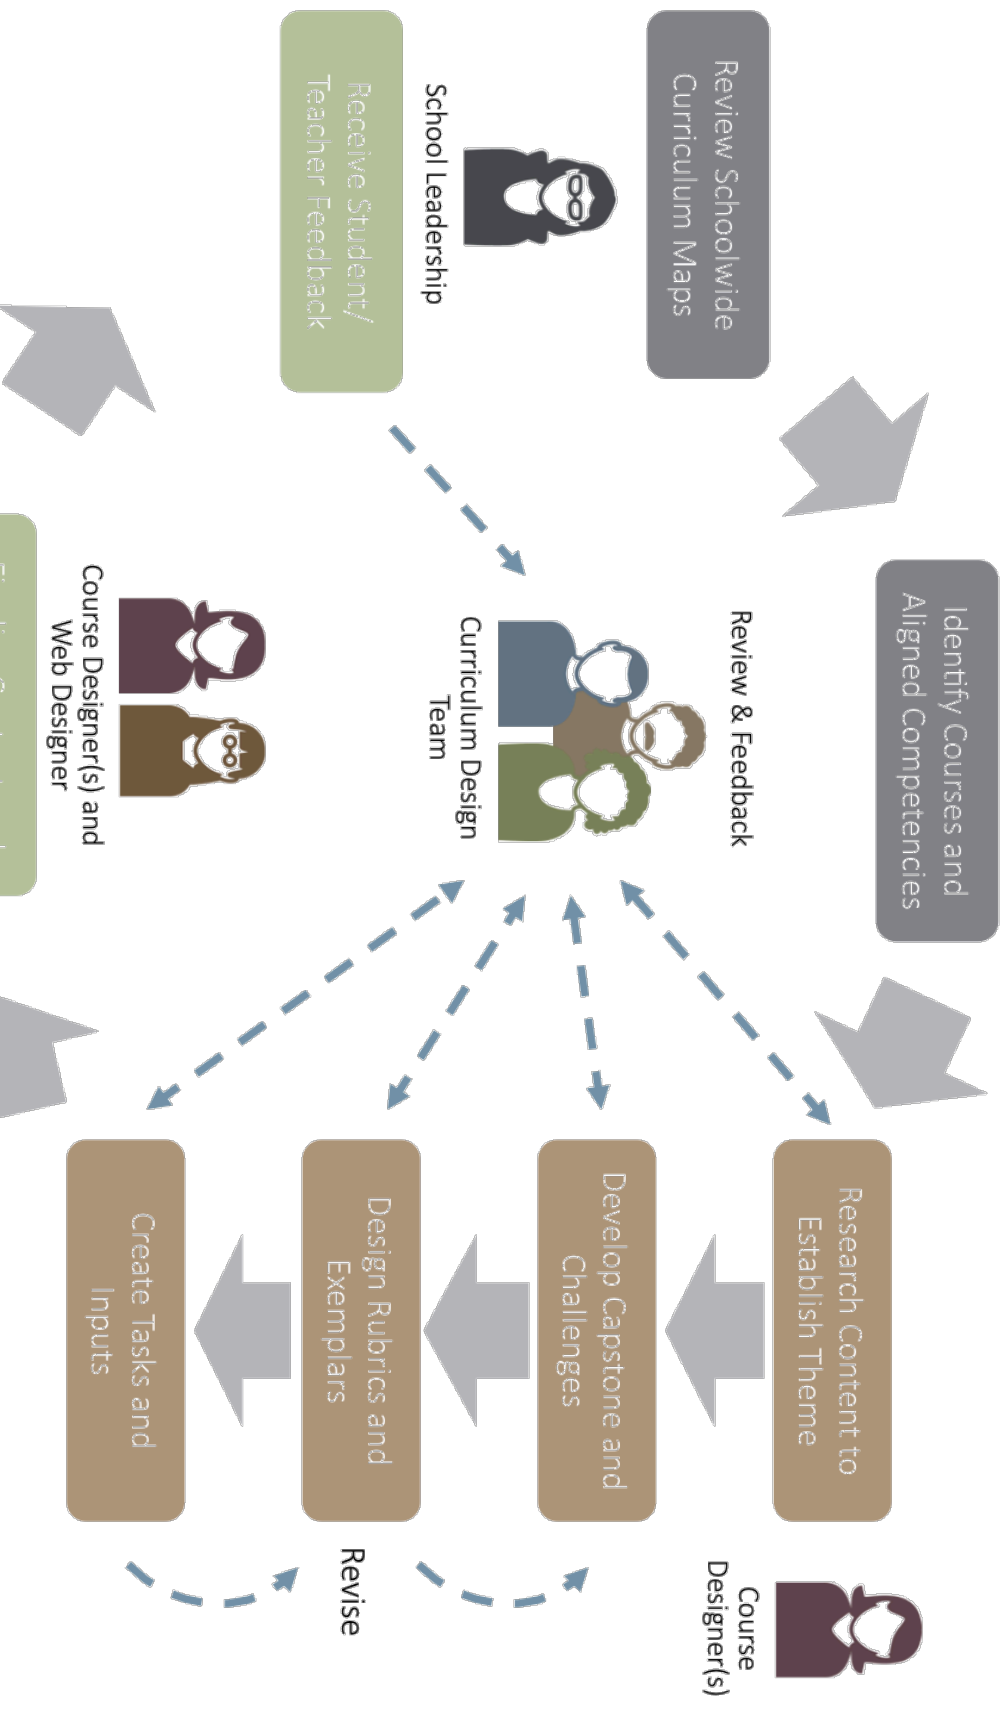 Review Schoolwide
Curriculum Maps
Identify Courses and
Aligned Competencies
School Leadership
Receive Student/
Teacher Feedback
Review & Feedback
Curriculum Design
Team
Research Content to
Establish Theme
Develop Capstone and
Challenges
Design Rubrics and
Exemplars
Create Tasks and
Inputs
Course
Designer(s)
Revise
Course Designer(s) and
Web Designer